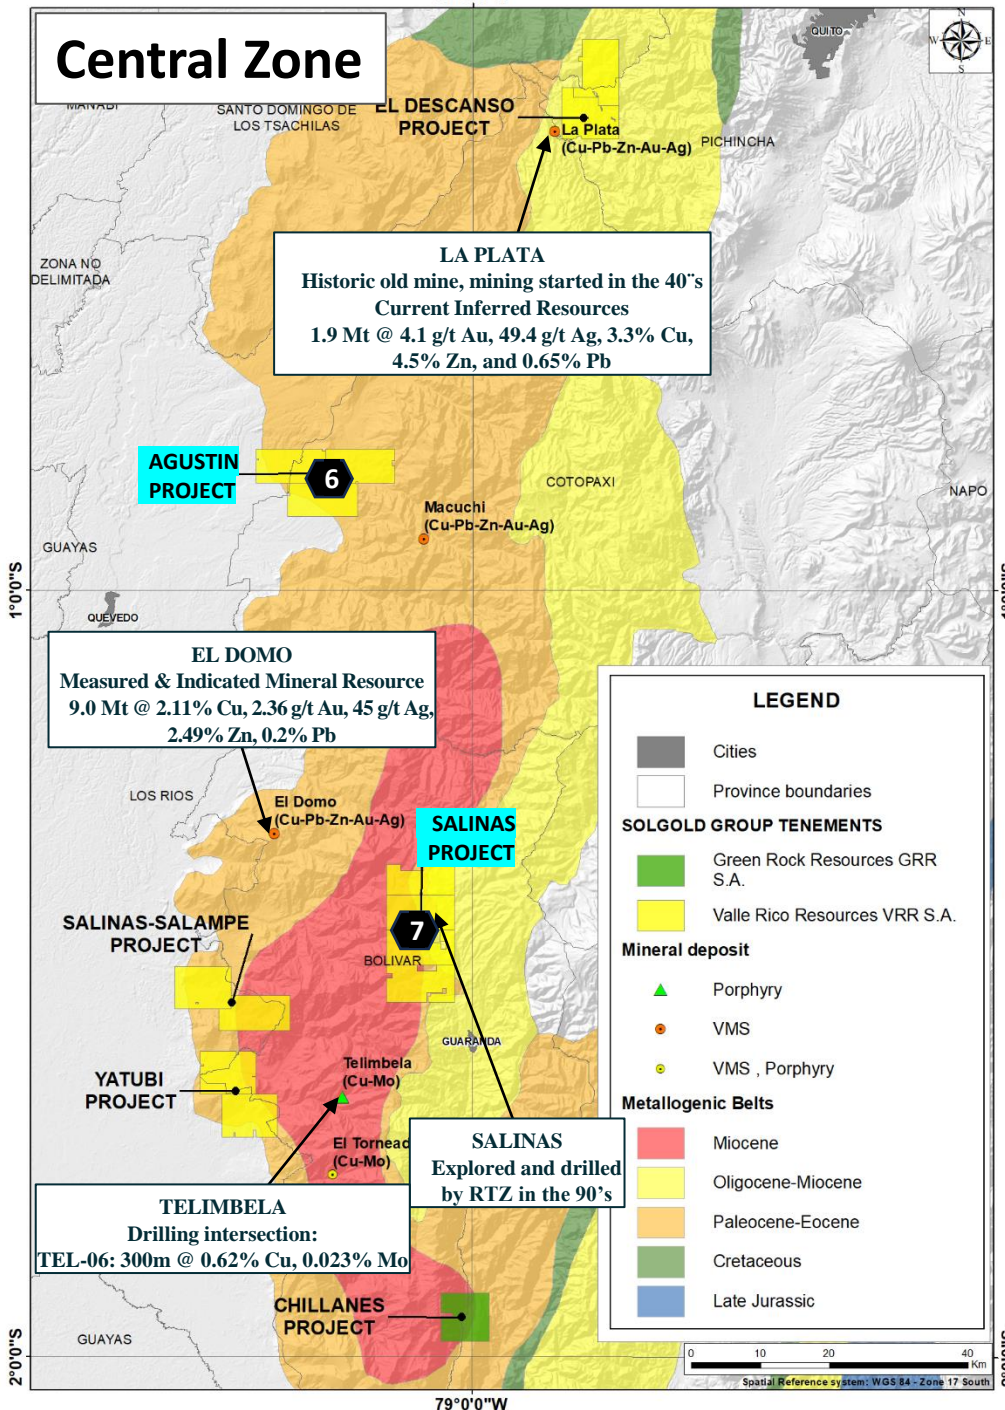 Central Zone
N
W
E
S
QUITO
MANABI
SANTO DOMINGO DE
LOS TSACHILAS
EL DESCANSO
PROJECT
La Plata
(Cu-Pb-Zn-Au-Ag)
PICHINCHA
ZONA NO
DELIMITADA
LA PLATA
Historic old mine, mining started in the 40¨s
Current Inferred Resources
1.9 Mt @ 4.1 g/t Au, 49.4 g/t Ag, 3.3% Cu,
4.5% Zn, and 0.65% Pb
AGUSTIN
PROJECT
6
COTOPAXI
NAPO
Macuchi
(Cu-Pb-Zn-Au-Ag)
GUAYAS
1°0'0"S
QUEVEDO
EL DOMO
Measured & Indicated Mineral Resource
9.0 Mt @ 2.11% Cu, 2.36 g/t Au, 45 g/t Ag,
2.49% Zn, 0.2% Pb
LOS RIOS
El Domo
(Cu-Pb-Zn-Au-Ag)
SALINAS
PROJECT
7
BOLIVAR
SALINAS-SALAMPE
PROJECT
GUARANDA
Telimbela
(Cu-Mo)
YATUBI
PROJECT
El Tornead
(Cu-Mo)
SALINAS
Explored and drilled
by RTZ in the 90’s
TELIMBELA
Drilling intersection:
TEL-06: 300m @ 0.62% Cu, 0.023% Mo
CHILLANES
PROJECT
GUAYAS
2°0'0"S
79°0'0"W
LEGEND
Cities
Province boundaries
SOLGOLD GROUP TENEMENTS
Green Rock Resources GRR
S.A.
Valle Rico Resources VRR S.A.
Mineral deposit
Porphyry
VMS
VMS , Porphyry
Metallogenic Belts
Miocene
Oligocene-Miocene
Paleocene-Eocene
Cretaceous
Late Jurassic
0 10 20 40
Km
Spatial Reference system: WGS 84 - Zone 17 South